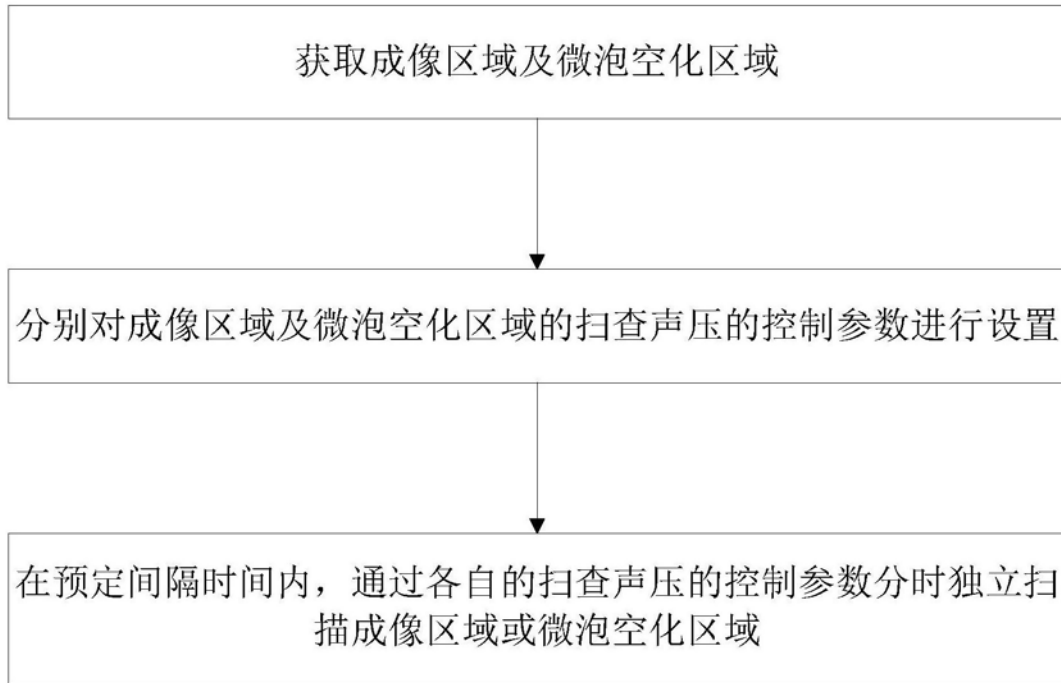 获取成像区域及微泡空化区域
分别对成像区域及微泡空化区域的扫查声压的控制参数进行设置
在预定间隔时间内，通过各自的扫查声压的控制参数分时独立扫
描成像区域或微泡空化区域